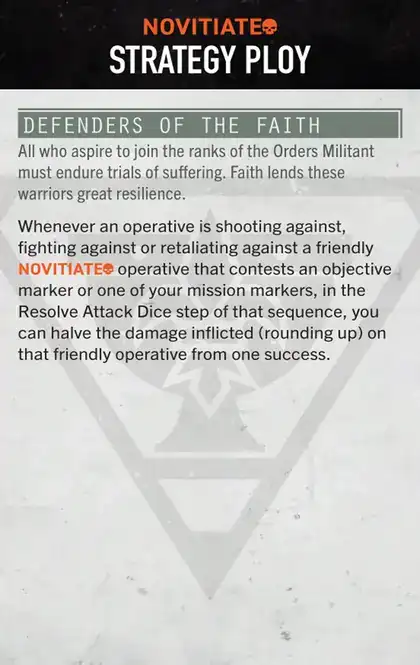 NOVITIATE
STRATEGY PLOY
DEFENDERS OF THE FAITH
All who aspire to join the ranks of the Orders Militant
must endure trials of suffering. Faith lends these
warriors great resilience.
Whenever an operative is shooting against,
fighting against or retaliating against a friendly
NOVITIATE operative that contests an objective
marker or one of your mission markers, in the
Resolve Attack Dice step of that sequence, you
can halve the damage inflicted (rounding up) on
that friendly operative from one success.